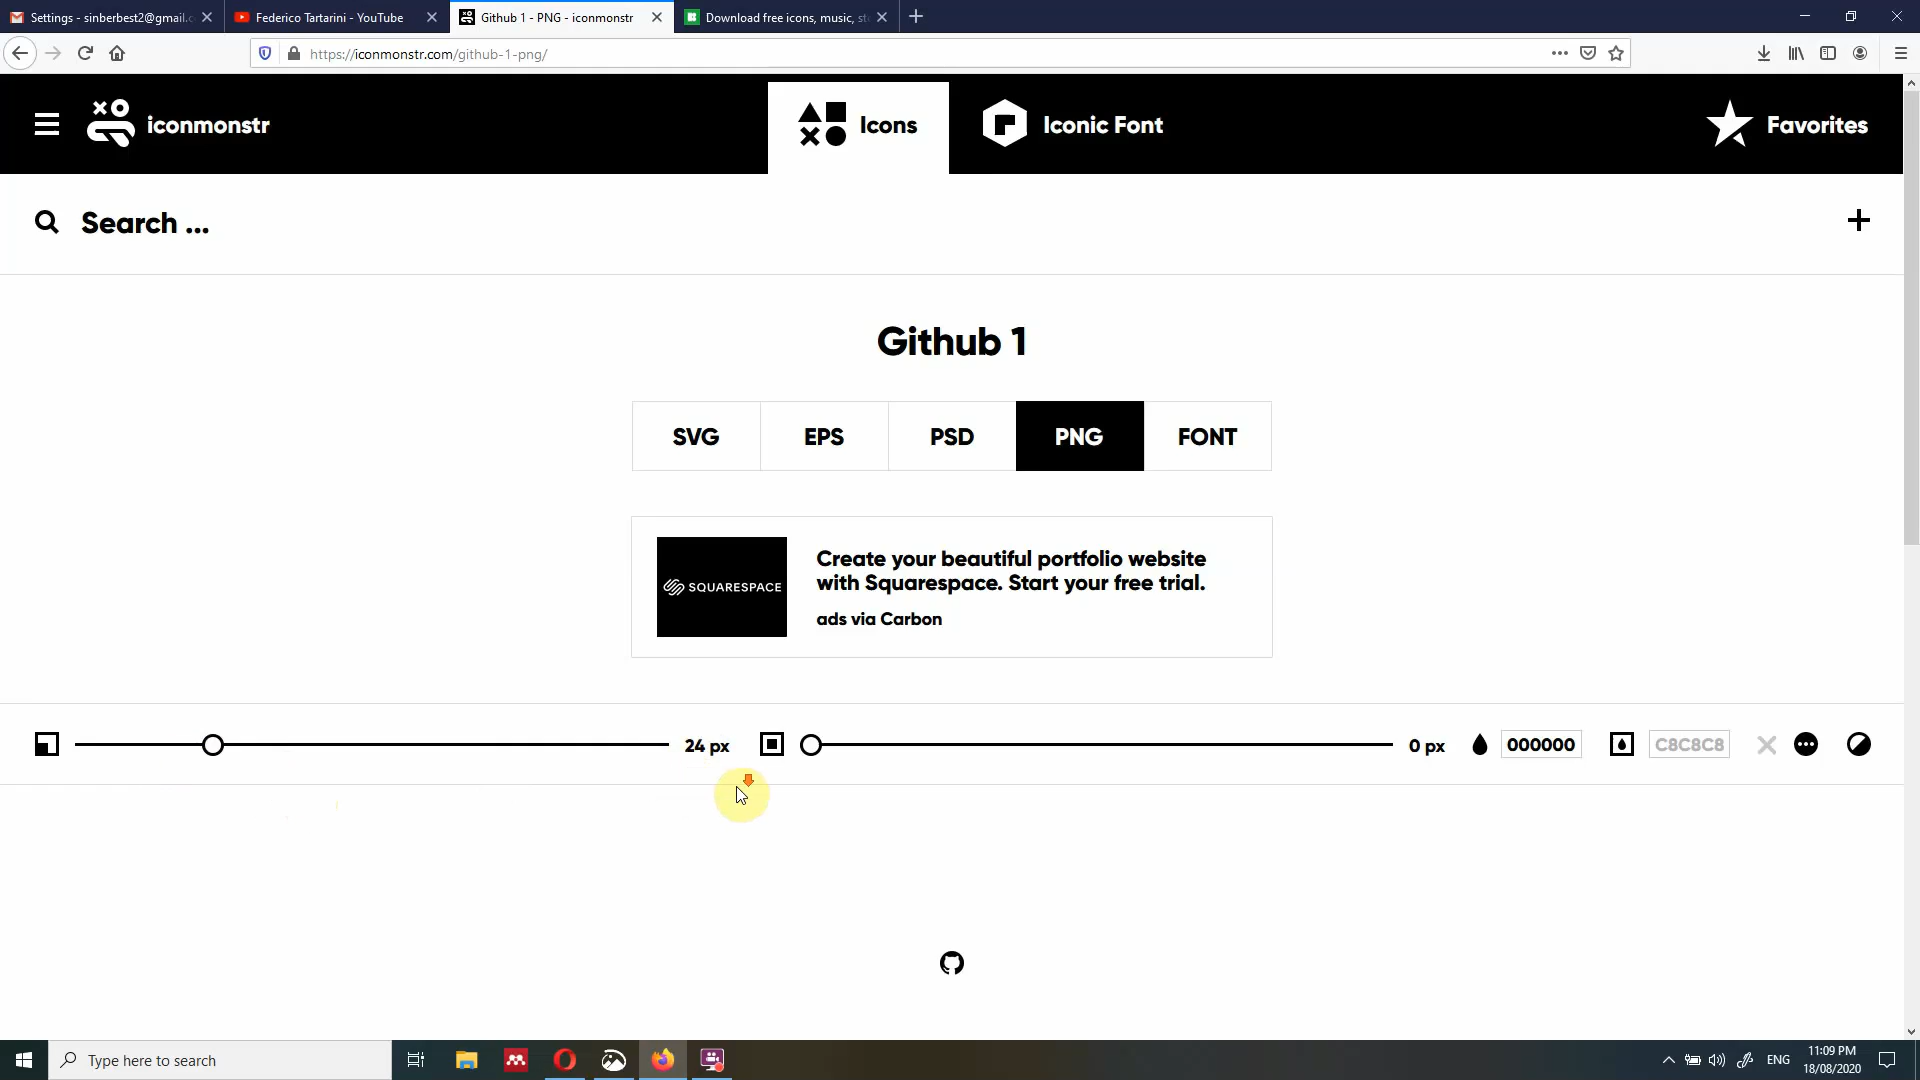 Settings - sinberbest2@gmail.c
Federico Tartarini - YouTube
Github 1 - PNG - iconmonstr
Download free icons, music, st
https://iconmonstr.com/github-1-png/
iconmonstr
Icons
Iconic Font
Favorites
Search ...
Github 1
SVG
EPS
PSD
PNG
FONT
SQUARESPACE
Create your beautiful portfolio website
with Squarespace. Start your free trial.
ads via Carbon
24 px
0 px
000000
C8C8C8
Type here to search
ENG
11:09 PM
18/08/2020